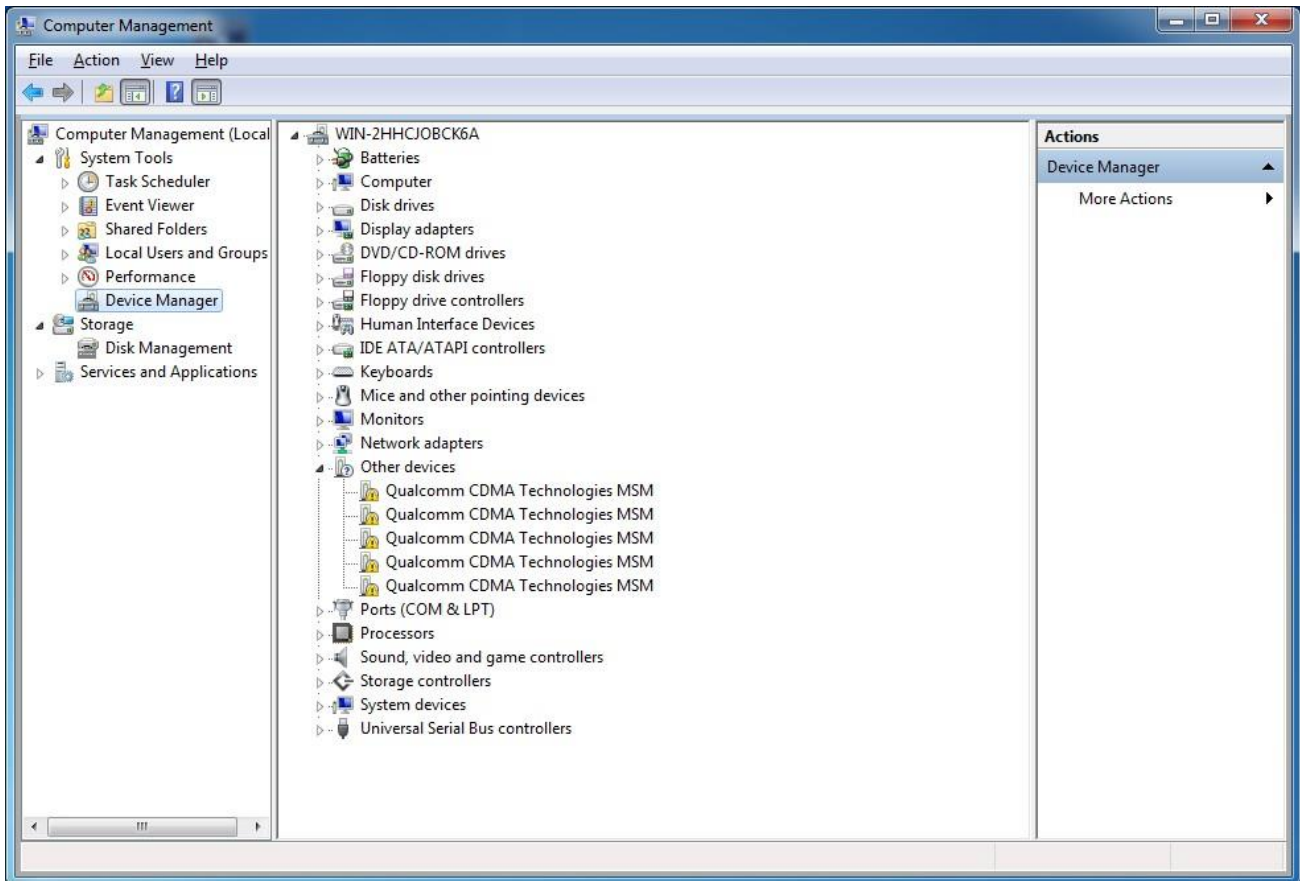 Computer Management
File Action View Help
Computer Management (Local
System Tools
Task Scheduler
Event Viewer
Shared Folders
Local Users and Groups
Performance
Device Manager
Storage
Disk Management
Services and Applications
WIN-2HHCJOBCK6A
Batteries
Computer
Disk drives
Display adapters
DVD/CD-ROM drives
Floppy disk drives
Floppy drive controllers
Human Interface Devices
IDE ATA/ATAPI controllers
Keyboards
Mice and other pointing devices
Monitors
Network adapters
Other devices
Qualcomm CDMA Technologies MSM
Qualcomm CDMA Technologies MSM
Qualcomm CDMA Technologies MSM
Qualcomm CDMA Technologies MSM
Qualcomm CDMA Technologies MSM
Ports (COM & LPT)
Processors
Sound, video and game controllers
Storage controllers
System devices
Universal Serial Bus controllers
Actions
Device Manager
More Actions